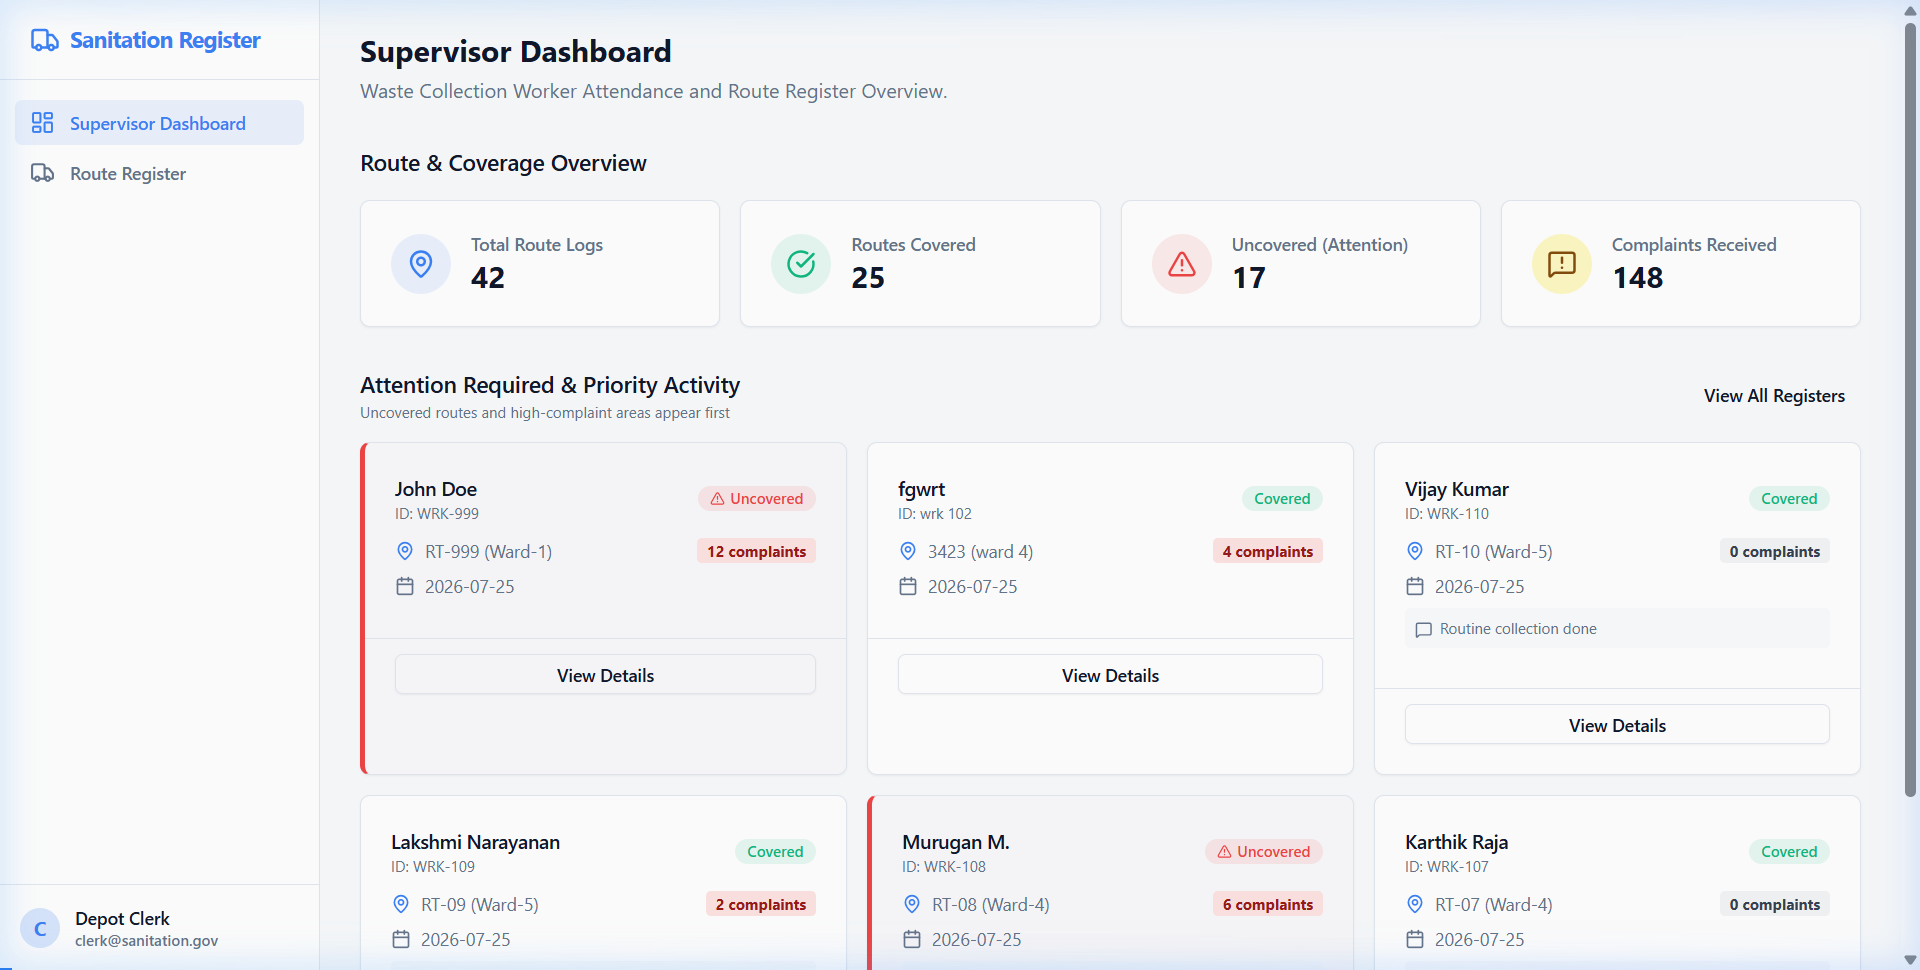 Sanitation Register
Supervisor Dashboard
Route Register
Depot Clerk
C
clerk@sanitation.gov
Supervisor Dashboard
Waste Collection Worker Attendance and Route Register Overview.
Route & Coverage Overview
Total Route Logs
42
Routes Covered
25
Uncovered (Attention)
17
Complaints Received
148
Attention Required & Priority Activity
Uncovered routes and high-complaint areas appear first
View All Registers
John Doe
ID: WRK-999
Uncovered
RT-999 (Ward-1)
12 complaints
2026-07-25
View Details
fgwrt
ID: wrk 102
Covered
3423 (ward 4)
4 complaints
2026-07-25
View Details
Vijay Kumar
ID: WRK-110
Covered
RT-10 (Ward-5)
0 complaints
2026-07-25
Routine collection done
View Details
Lakshmi Narayanan
ID: WRK-109
Covered
RT-09 (Ward-5)
2 complaints
2026-07-25
Murugan M.
ID: WRK-108
Uncovered
RT-08 (Ward-4)
6 complaints
2026-07-25
Karthik Raja
ID: WRK-107
Covered
RT-07 (Ward-4)
0 complaints
2026-07-25